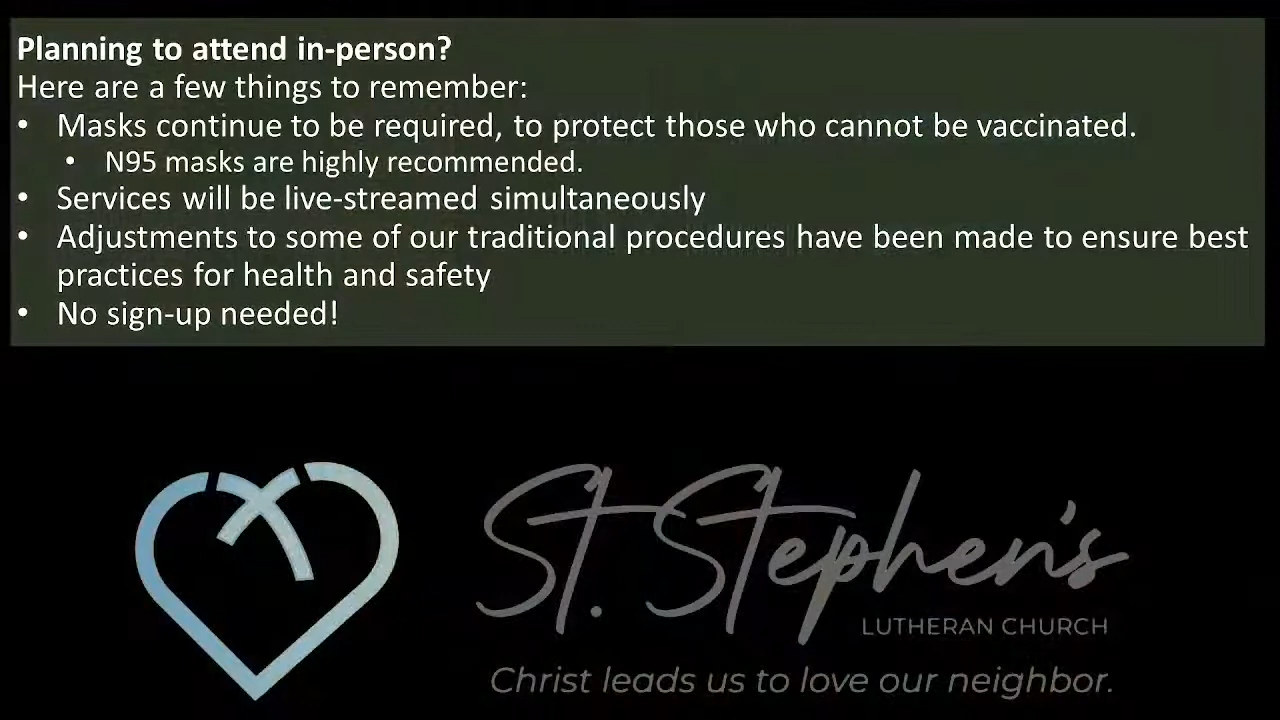 Planning to attend in-person?
Here are a few things to remember:
• Masks continue to be required, to protect those who cannot be vaccinated.
• N95 masks are highly recommended.
• Services will be live-streamed simultaneously
• Adjustments to some of our traditional procedures have been made to ensure best
practices for health and safety
• No sign-up needed!
St. Stephen's
LUTHERAN CHURCH
Christ leads us to love our neighbor.